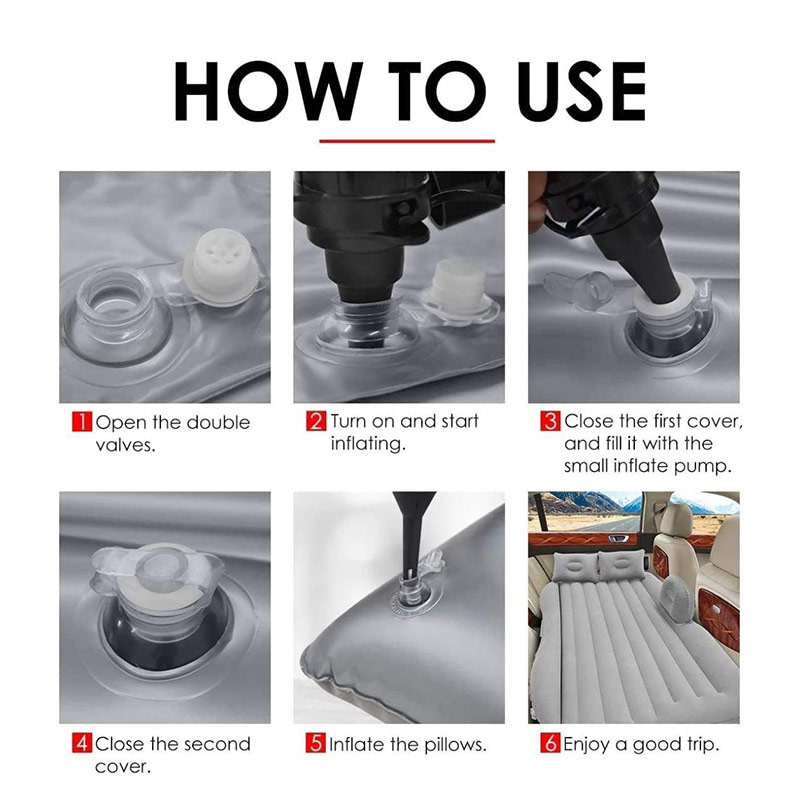 HOW TO USE
1 Open the double
valves.
2 Turn on and start
inflating.
3 Close the first cover,
and fill it with the
small inflate pump.
4 Close the second
cover.
5 Inflate the pillows.
6 Enjoy a good trip.